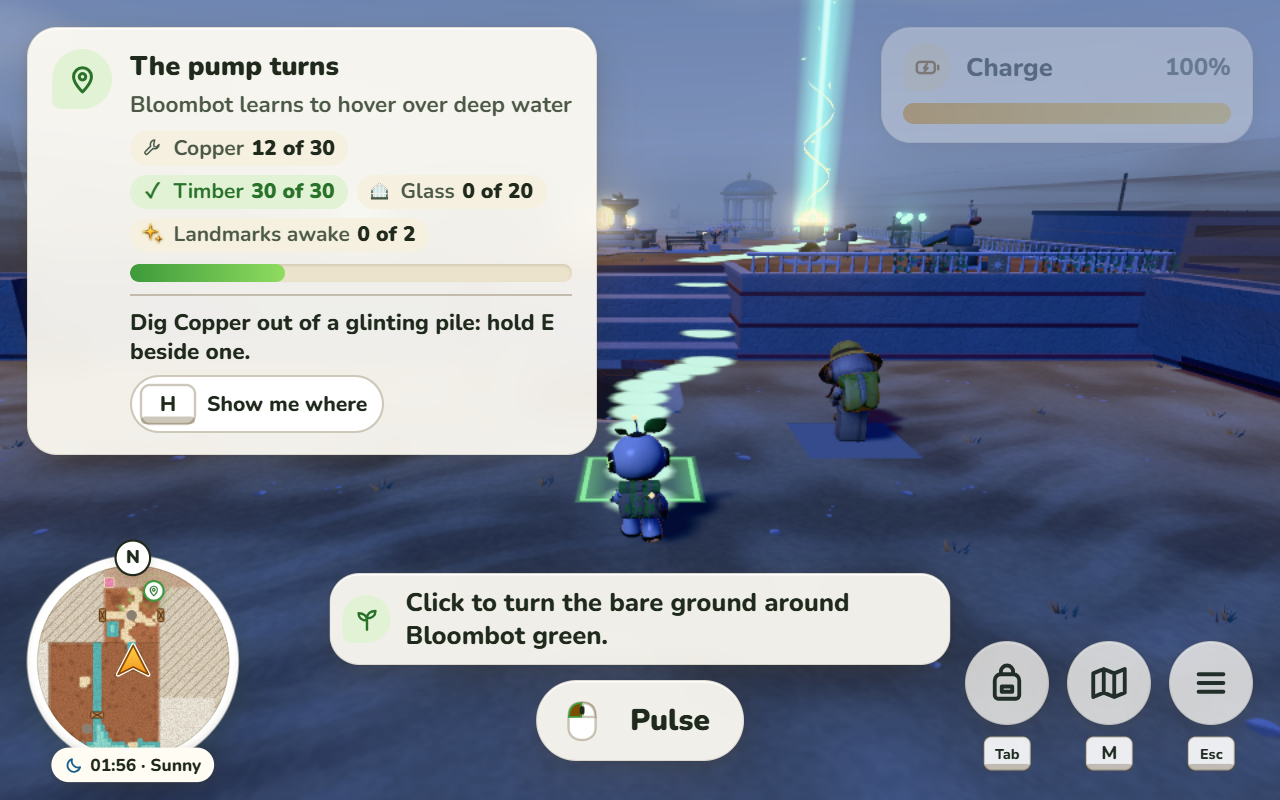 The pump turns
Bloombot learns to hover over deep water
Copper 12 of 30
Timber 30 of 30
Glass 0 of 20
Landmarks awake 0 of 2
Dig Copper out of a glinting pile: hold E
beside one.
H
Show me where
Charge
100%
N
01:56 · Sunny
Click to turn the bare ground around
Bloombot green.
Pulse
Tab
M
Esc